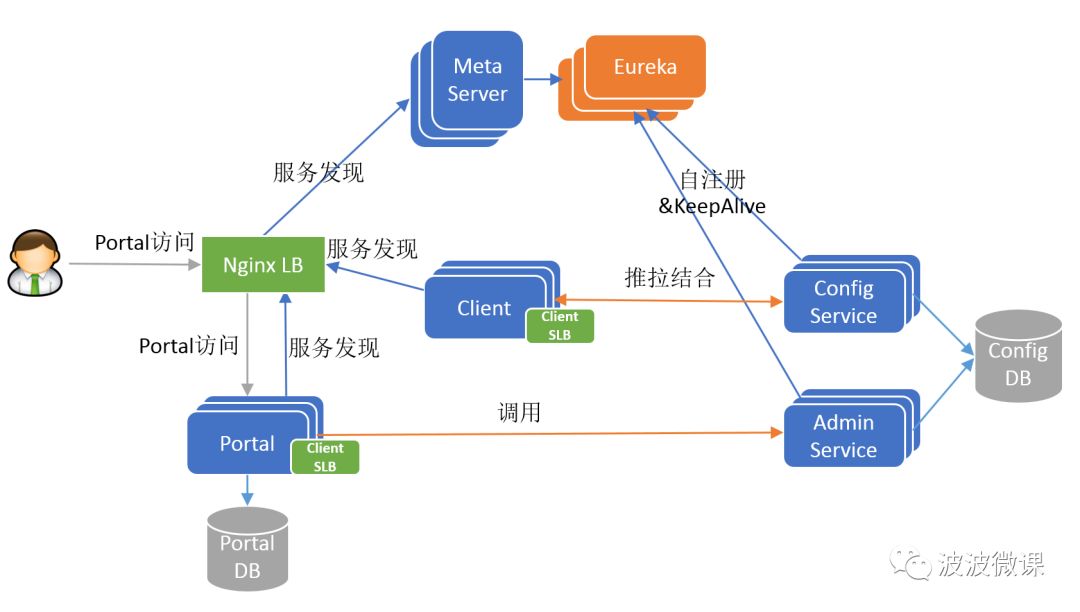 Meta
Server
Eureka
服务发现
自注册
&KeepAlive
Portal访问
Nginx LB
服务发现
Client
Client
SLB
推拉结合
Config
Service
Config
DB
Portal访问
服务发现
调用
Portal
Client
SLB
Admin
Service
Portal
DB
波波微课